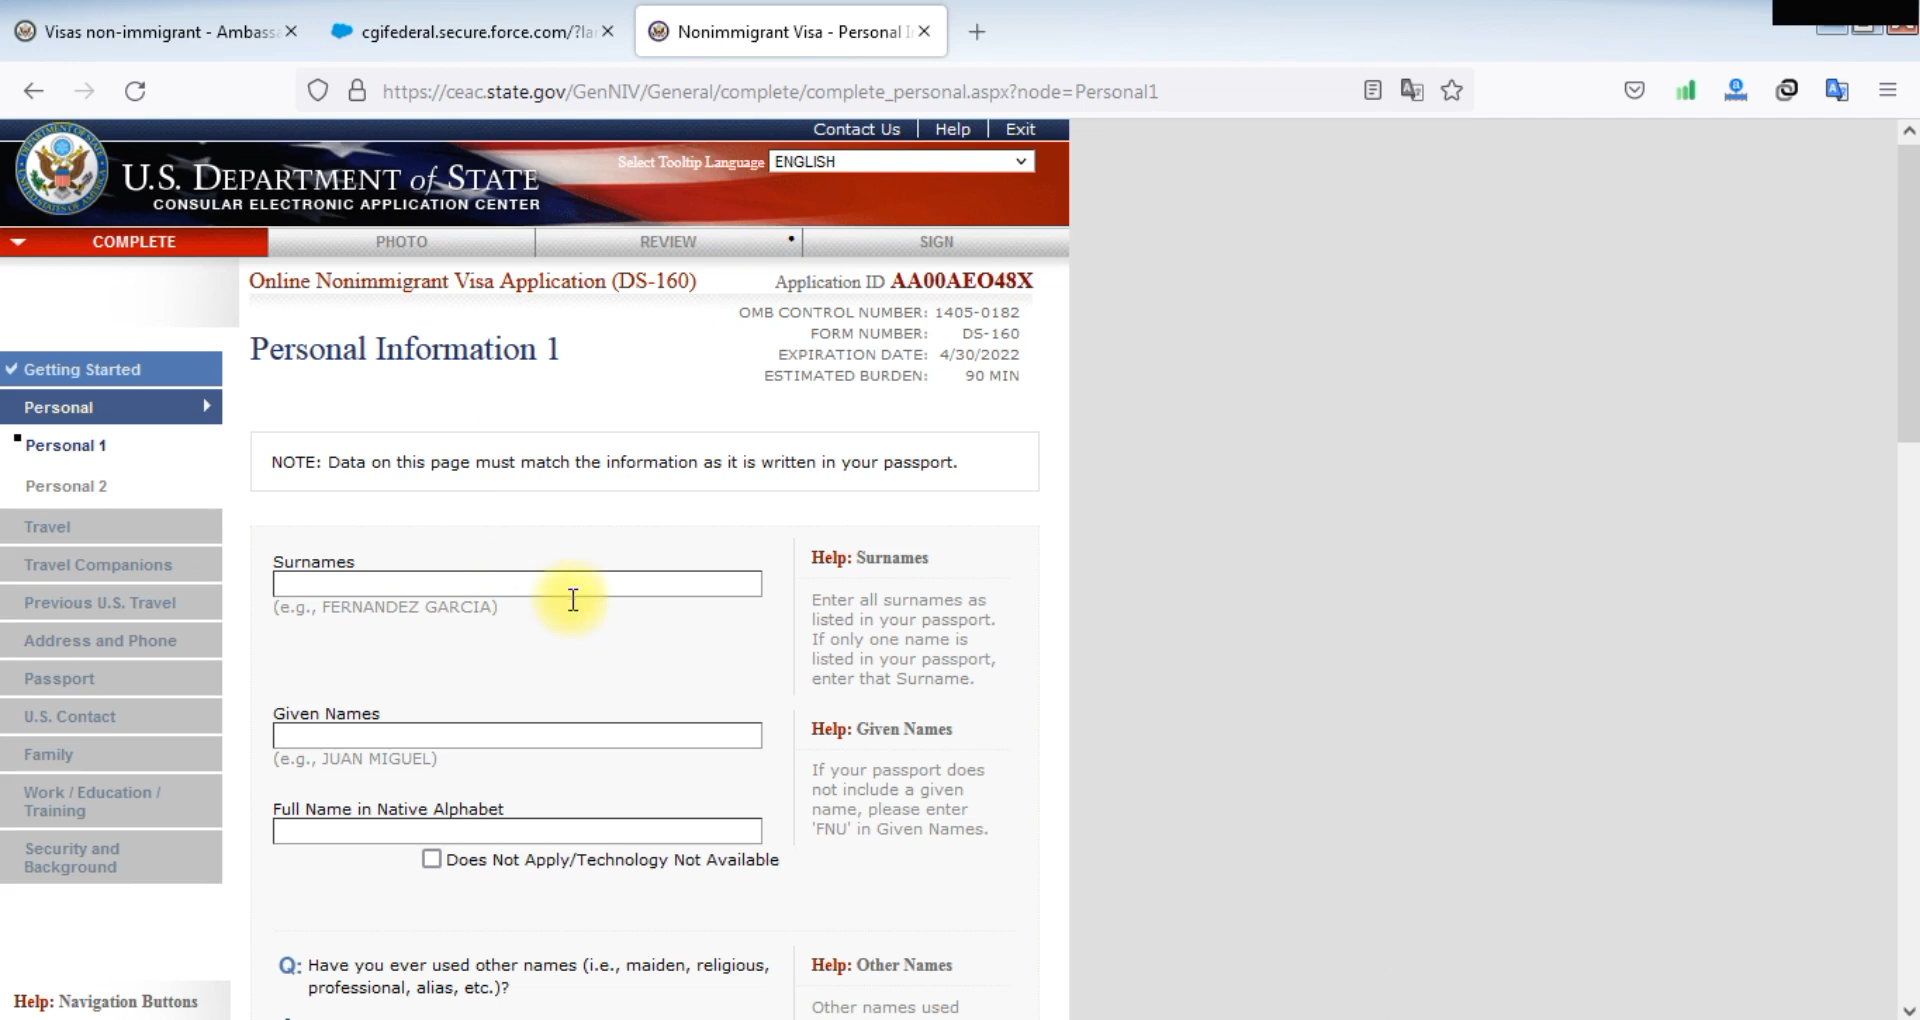 Visas non-immigrant - Ambass
cgifederal.secure.force.com/?la
Nonimmigrant Visa - Personal I
https://ceac.state.gov/GenNIV/General/complete/complete_personal.aspx?node=Personal1
Contact Us | Help | Exit
Select Tooltip Language ENGLISH
U.S. DEPARTMENT of STATE
CONSULAR ELECTRONIC APPLICATION CENTER
COMPLETE PHOTO REVIEW SIGN
Online Nonimmigrant Visa Application (DS-160)
Application ID AA00AEO48X
OMB CONTROL NUMBER: 1405-0182
FORM NUMBER: DS-160
EXPIRATION DATE: 4/30/2022
ESTIMATED BURDEN: 90 MIN
Personal Information 1
Getting Started
Personal
Personal 1
Personal 2
Travel
Travel Companions
Previous U.S. Travel
Address and Phone
Passport
U.S. Contact
Family
Work / Education /
Training
Security and
Background
Help: Navigation Buttons
NOTE: Data on this page must match the information as it is written in your passport.
Surnames
(e.g., FERNANDEZ GARCIA)
Help: Surnames
Enter all surnames as
listed in your passport.
If only one name is
listed in your passport,
enter that Surname.
Given Names
(e.g., JUAN MIGUEL)
Help: Given Names
If your passport does
not include a given
name, please enter
'FNU' in Given Names.
Full Name in Native Alphabet
Does Not Apply/Technology Not Available
Q: Have you ever used other names (i.e., maiden, religious,
professional, alias, etc.)?
Help: Other Names
Other names used